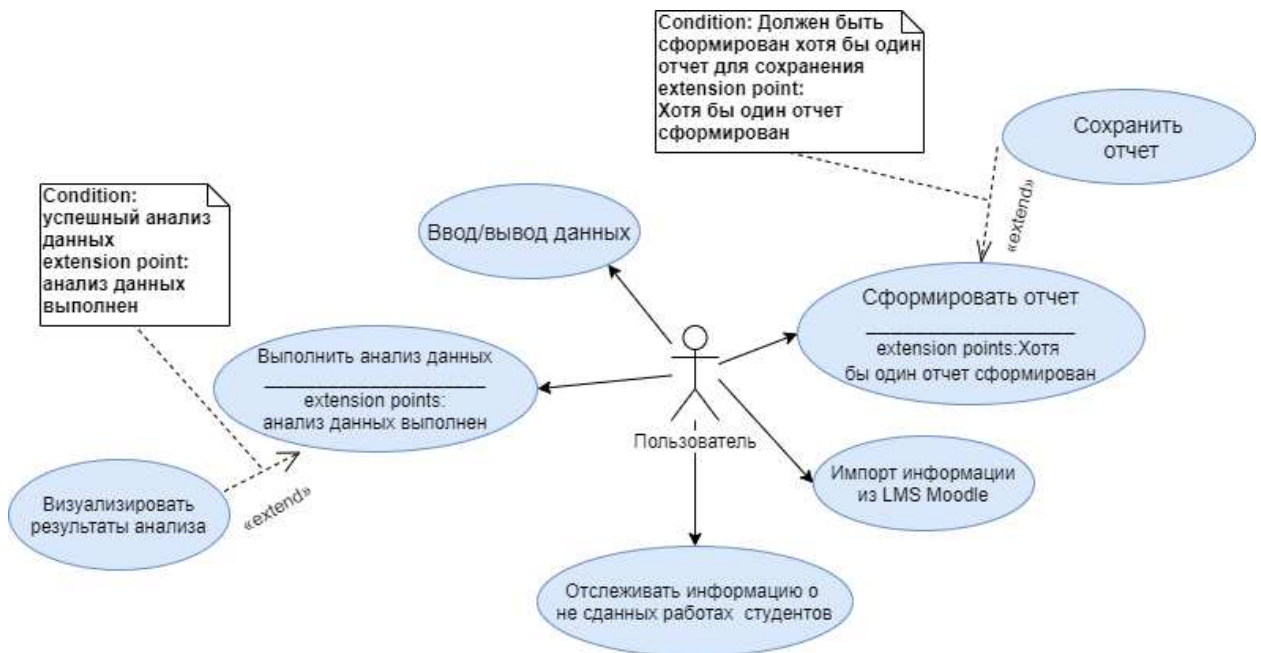 Condition: Должен быть
сформирован хотя бы один
отчет для сохранения
extension point:
Хотя бы один отчет
сформирован
Сохранить
отчет
«extend»
Condition:
успешный анализ
данных
extension point:
анализ данных
выполнен
Ввод/вывод данных
Сформировать отчет
extension points:Хотя
бы один отчет сформирован
Выполнить анализ данных
extension points:
анализ данных выполнен
Пользователь
Импорт информации
из LMS Moodle
Визуализировать
результаты анализа
«extend»
Отслеживать информацию о
не сданных работах студентов